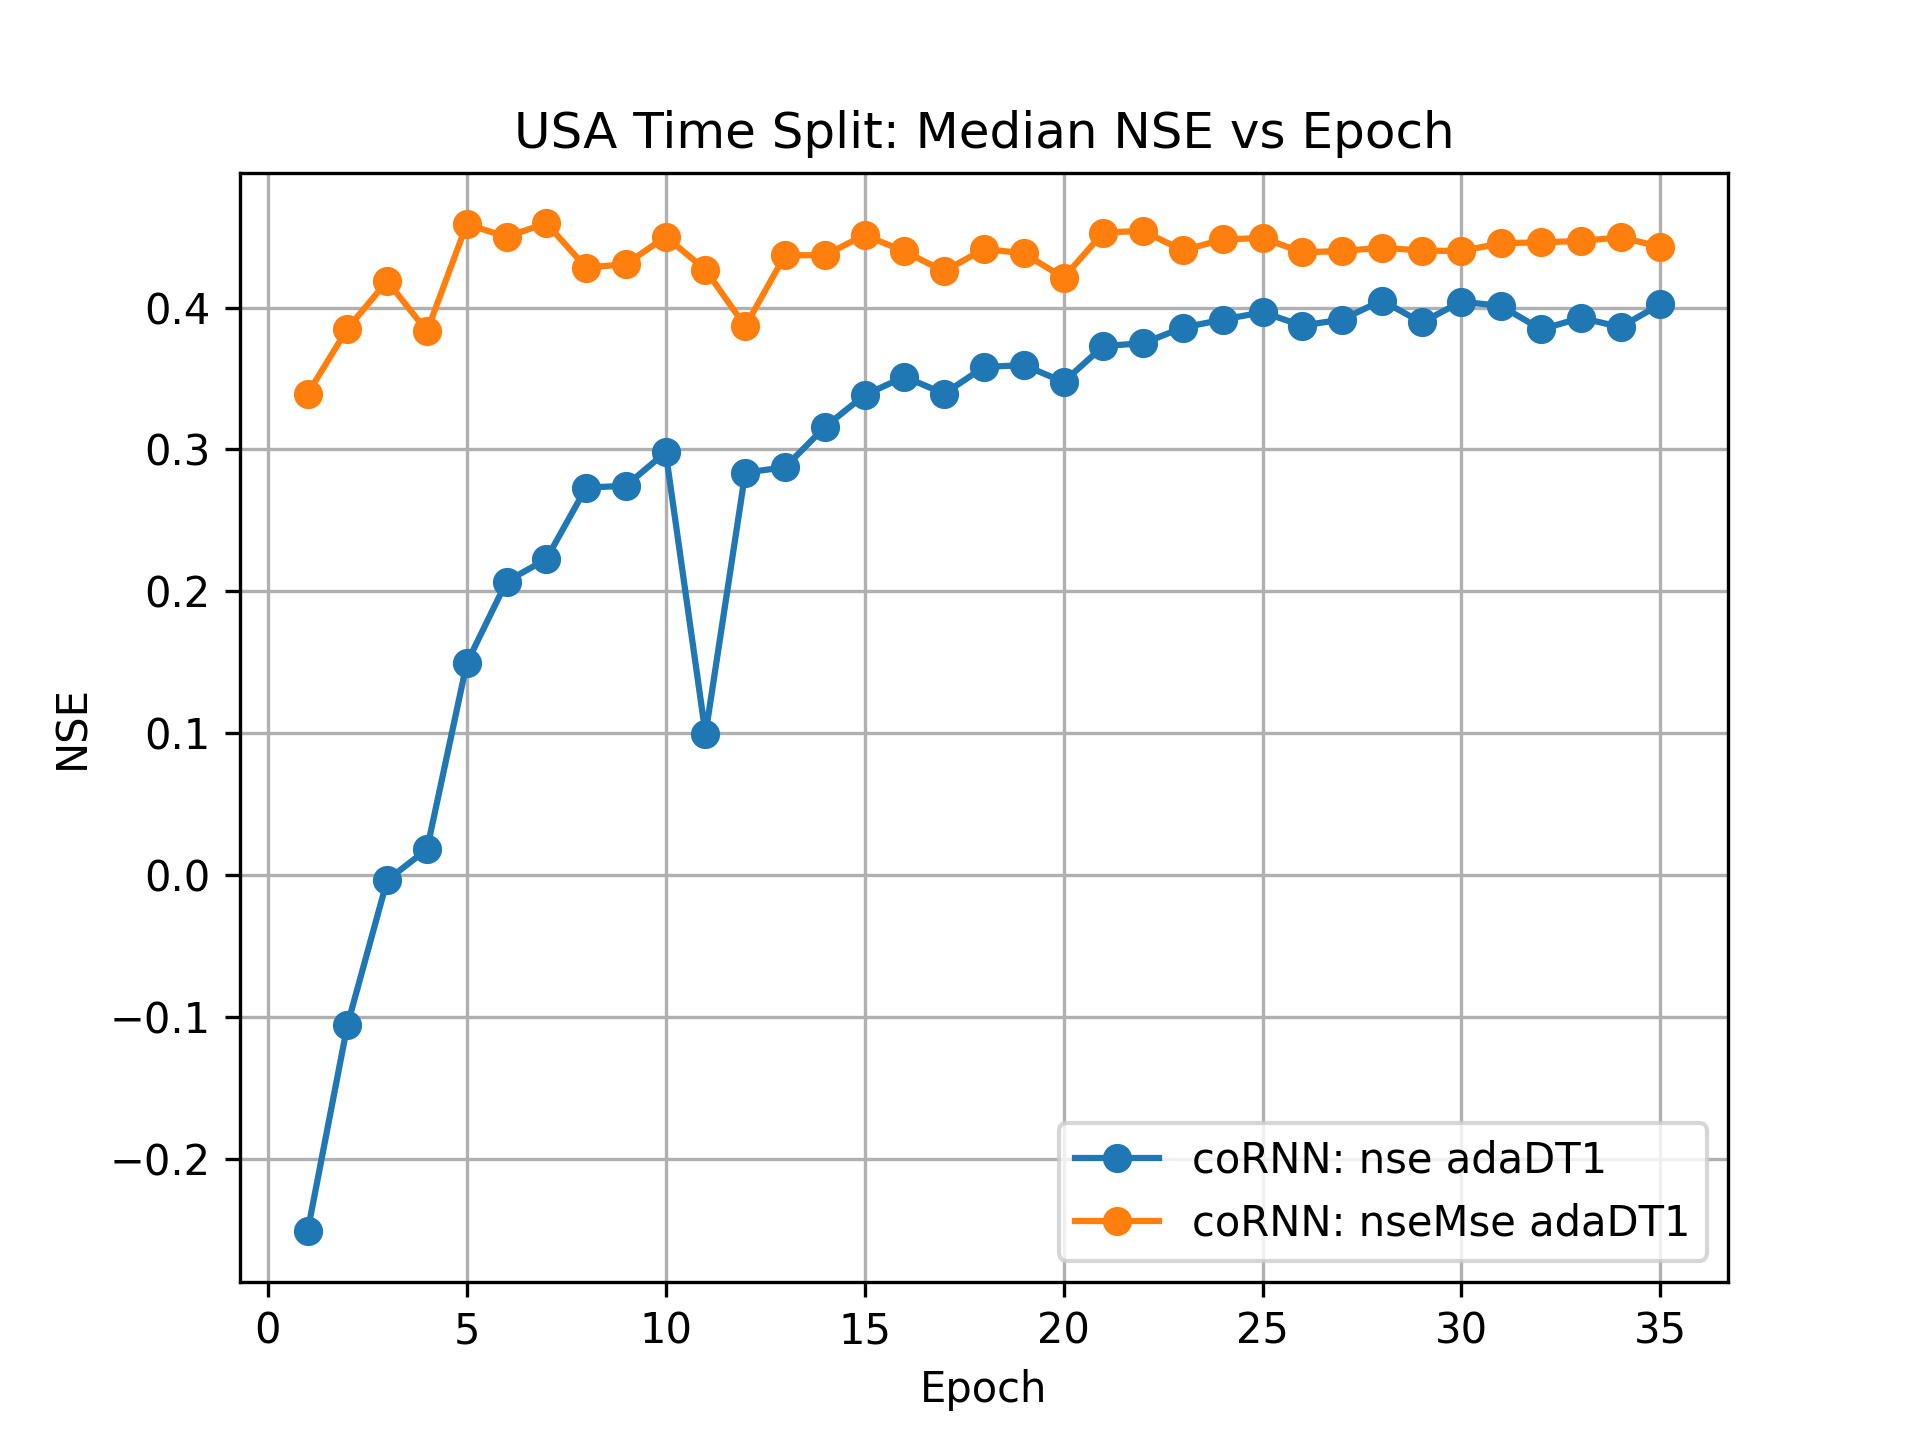 USA Time Split: Median NSE vs Epoch
NSE
0.4
0.3
0.2
0.1
0.0
−0.1
−0.2
0 5 10 15 20 25 30 35
Epoch
coRNN: nse adaDT1
coRNN: nseMse adaDT1